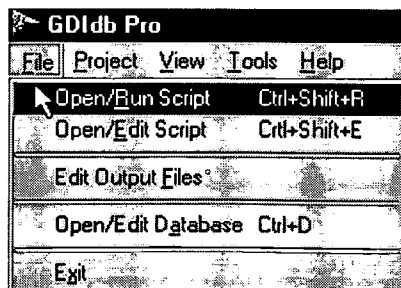 GDIdb Pro
File Project View Tools Help
Open/Run Script Ctrl+Shift+R
Open/Edit Script Crtl+Shift+E
Edit Output Files
Open/Edit Database Ctrl+D
Exit